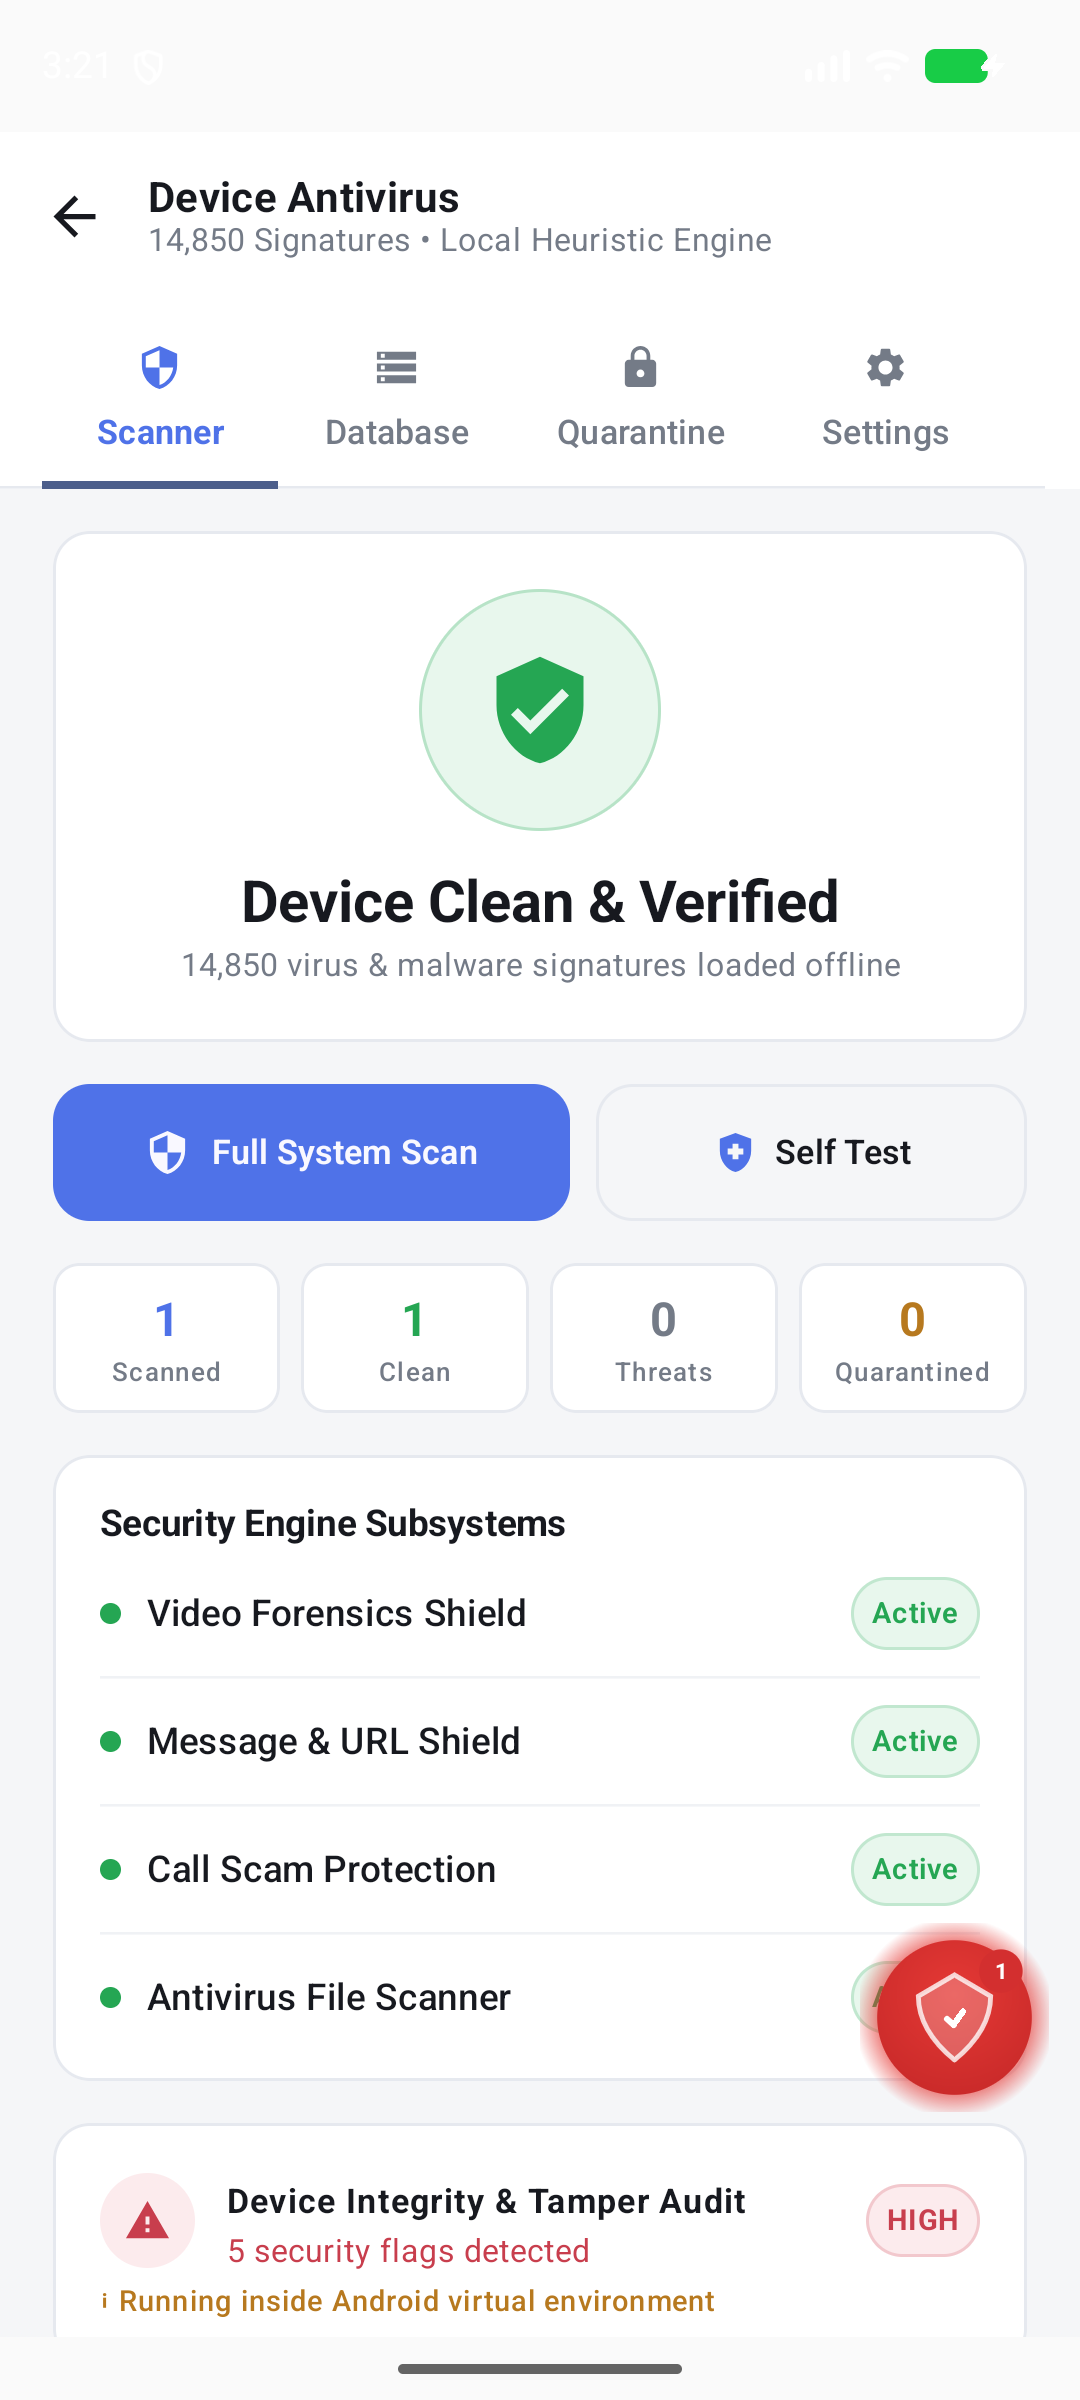 3:21
Device Antivirus
14,850 Signatures • Local Heuristic Engine
Scanner
Database
Quarantine
Settings
Device Clean & Verified
14,850 virus & malware signatures loaded offline
Full System Scan
Self Test
1
Scanned
1
Clean
0
Threats
0
Quarantined
Security Engine Subsystems
Video Forensics Shield
Active
Message & URL Shield
Active
Call Scam Protection
Active
Antivirus File Scanner
1
Device Integrity & Tamper Audit
HIGH
5 security flags detected
i Running inside Android virtual environment